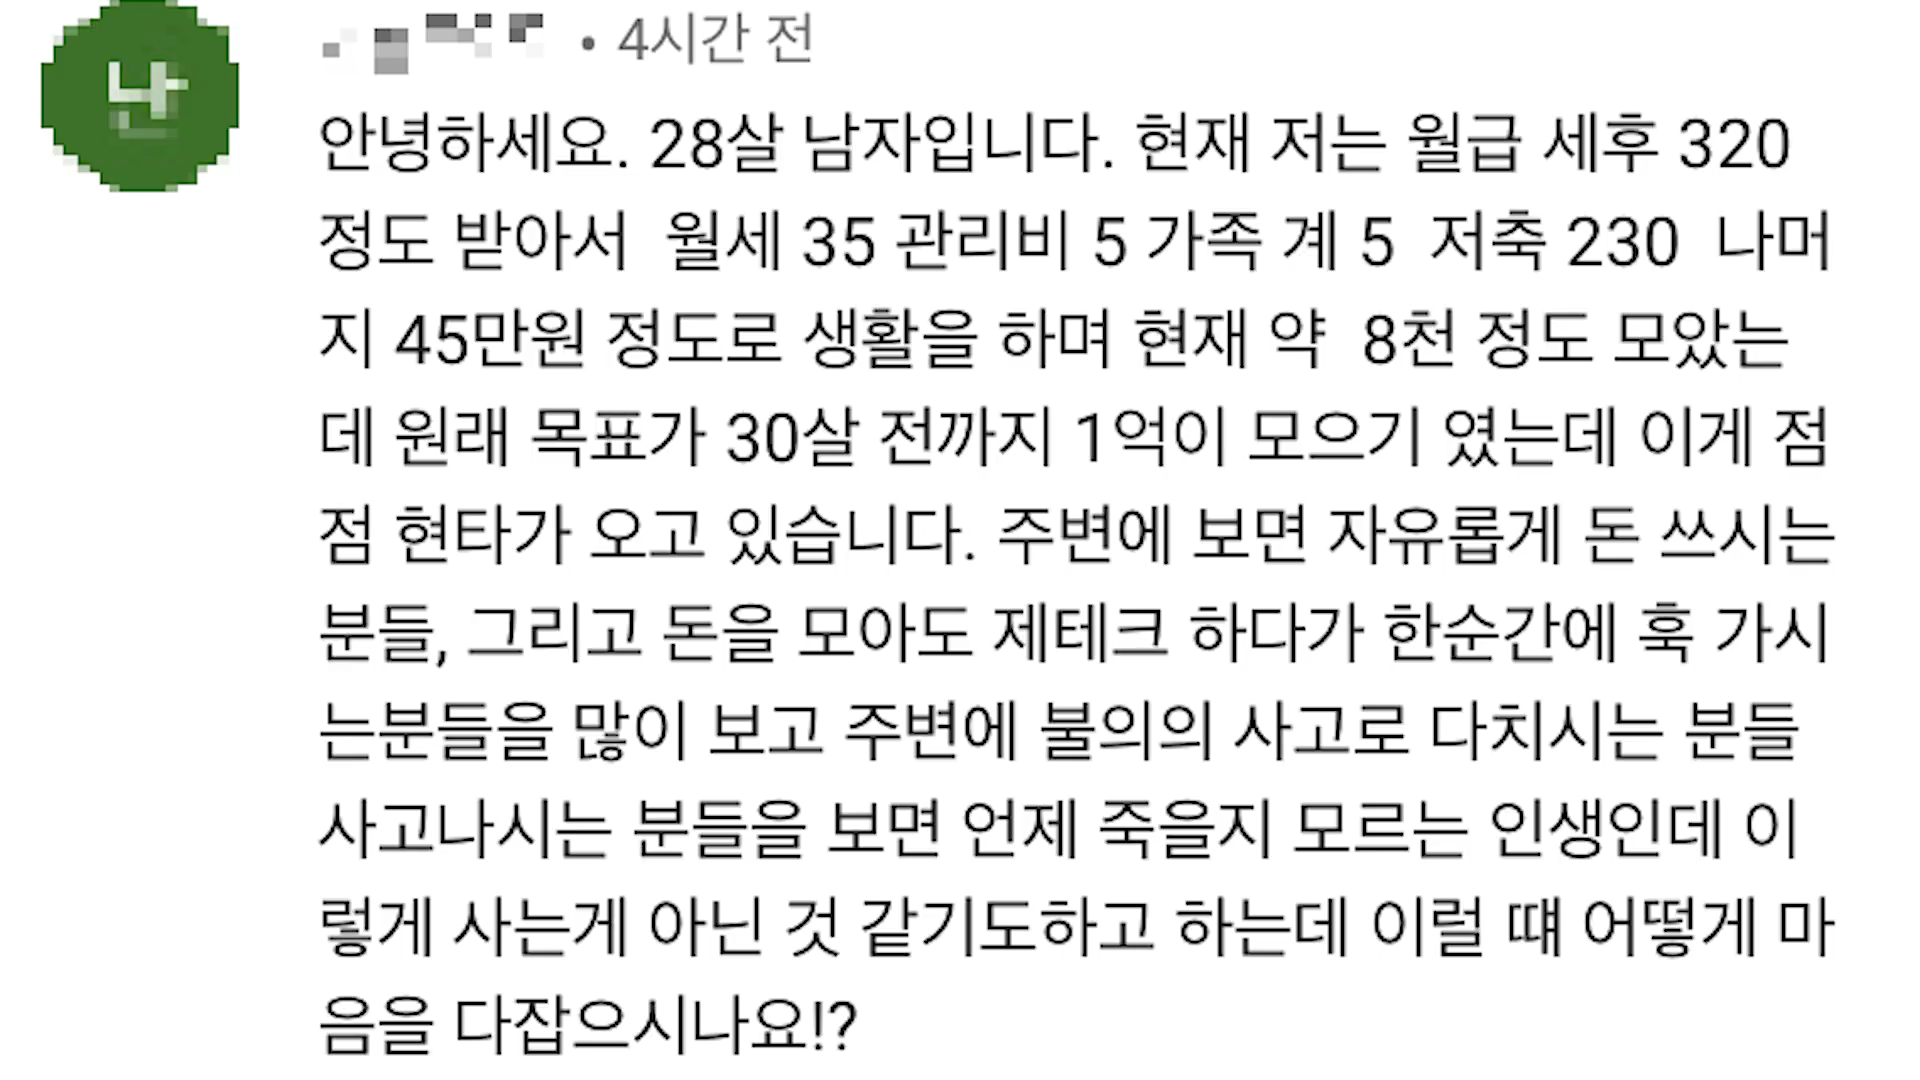 난
• 4시간 전
안녕하세요. 28살 남자입니다. 현재 저는 월급 세후 320
정도 받아서 월세 35 관리비 5 가족 계 5 저축 230 나머
지 45만원 정도로 생활을 하며 현재 약 8천 정도 모았는
데 원래 목표가 30살 전까지 1억이 모으기 였는데 이게 점
점 현타가 오고 있습니다. 주변에 보면 자유롭게 돈 쓰시는
분들, 그리고 돈을 모아도 제테크 하다가 한순간에 훅 가시
는분들을 많이 보고 주변에 불의의 사고로 다치시는 분들
사고나시는 분들을 보면 언제 죽을지 모르는 인생인데 이
렇게 사는게 아닌 것 같기도하고 하는데 이럴 떄 어떻게 마
음을 다잡으시나요!?